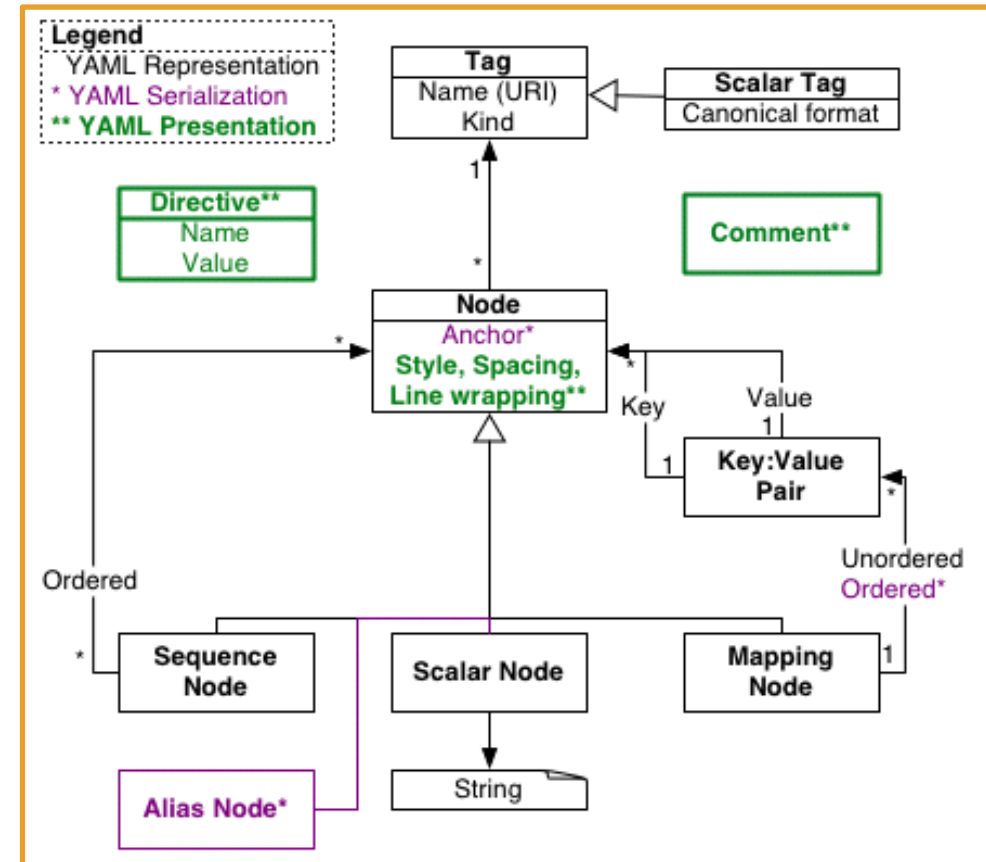 Legend
YAML Representation
* YAML Serialization
** YAML Presentation
Tag
Name (URI)
Kind
Scalar Tag
Canonical format
1
Directive**
Name
Value
Comment**
*
Node
Anchor*
Style, Spacing,
Line wrapping**
*
*
Key
Value
1
1
Key:Value
Pair
*
Ordered
Unordered
Ordered*
*
Sequence
Node
Scalar Node
Mapping
Node
1
Alias Node*
String